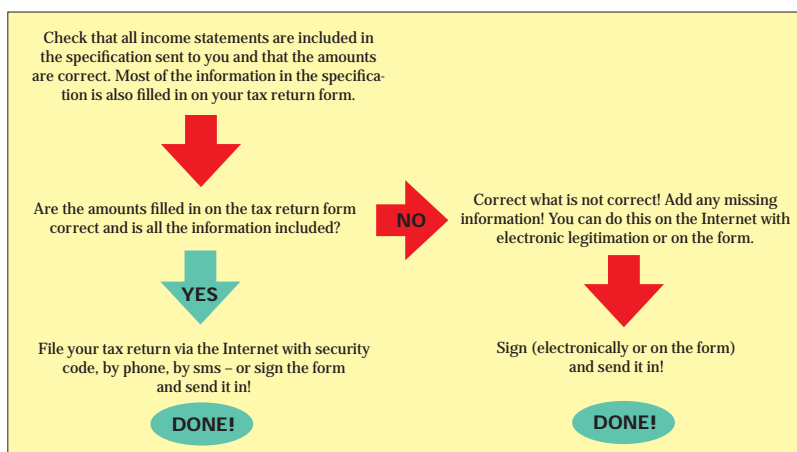 Check that all income statements are included in
the specification sent to you and that the amounts
are correct. Most of the information in the specifica-
tion is also filled in on your tax return form.
Are the amounts filled in on the tax return form
correct and is all the information included?
NO
Correct what is not correct! Add any missing
information! You can do this on the Internet with
electronic legitimation or on the form.
YES
File your tax return via the Internet with security
code, by phone, by sms – or sign the form
and send it in!
DONE!
Sign (electronically or on the form)
and send it in!
DONE!